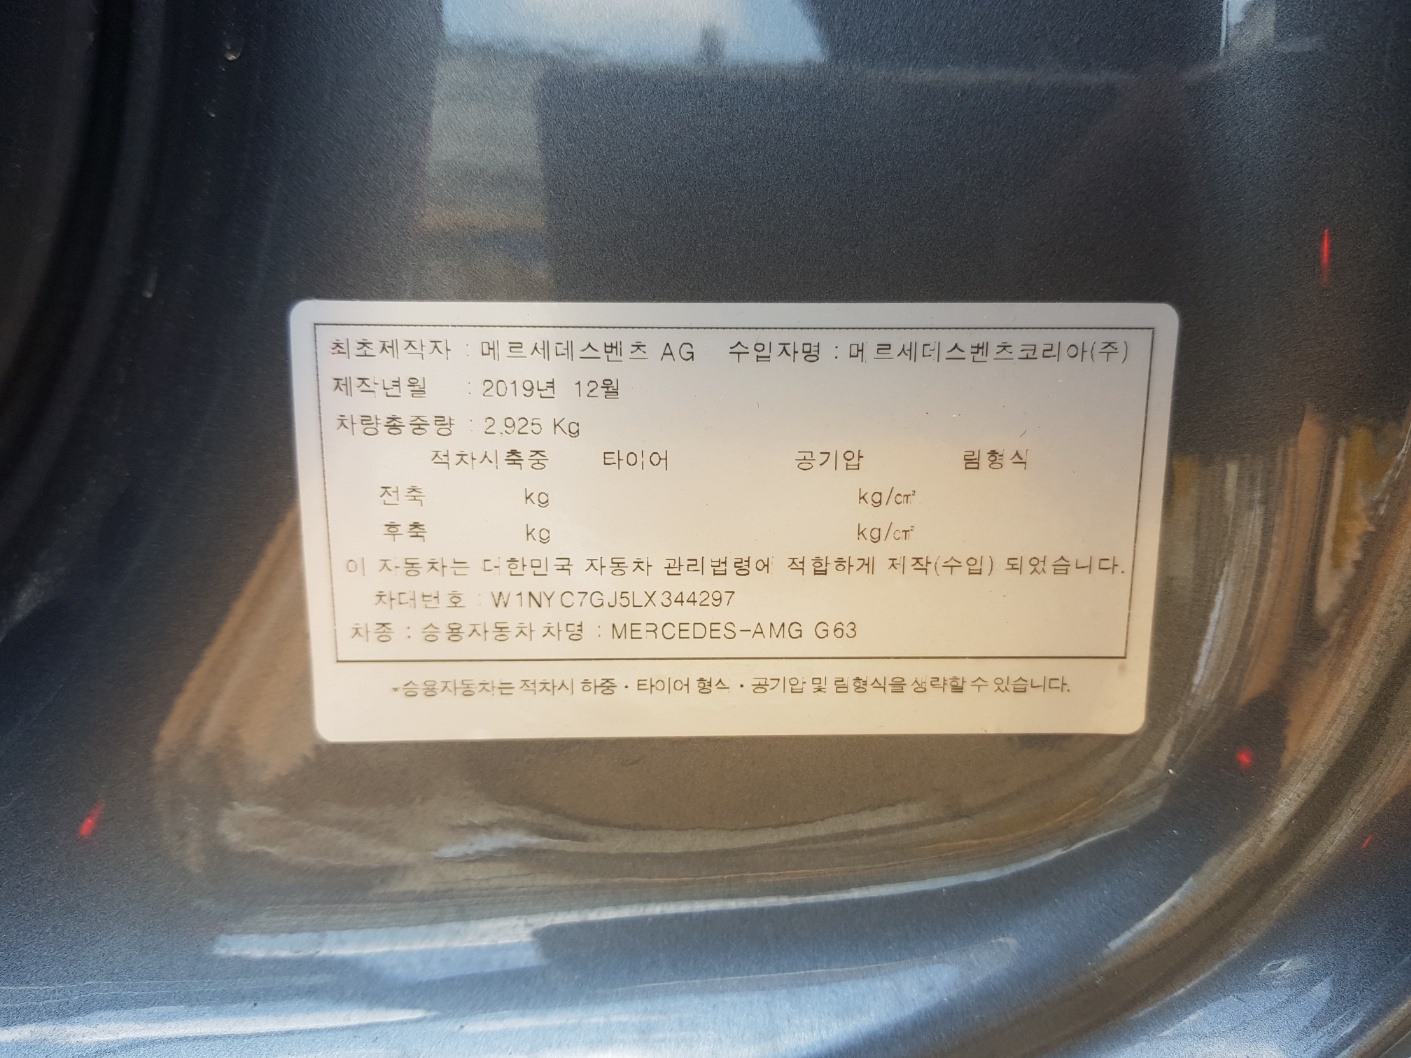 최초제작자 : 메르세데스벤츠 AG 수입자명 : 메르세데스벤츠코리아(주)
제작년월 : 2019년 12월
차량총중량 : 2,925 Kg
적차시축중 타이어 공기압 림형식
전축 kg kg/㎠
후축 kg kg/㎠
이 자동차는 대한민국 자동차 관리법령에 적합하게 제작(수입) 되었습니다.
차대번호 : W1NYC7GJ5LX344297
차종 : 승용자동차 차명 : MERCEDES-AMG G63
*승용자동차는 적차시 하중·타이어 형식·공기압 및 림형식을 생략할 수 있습니다.